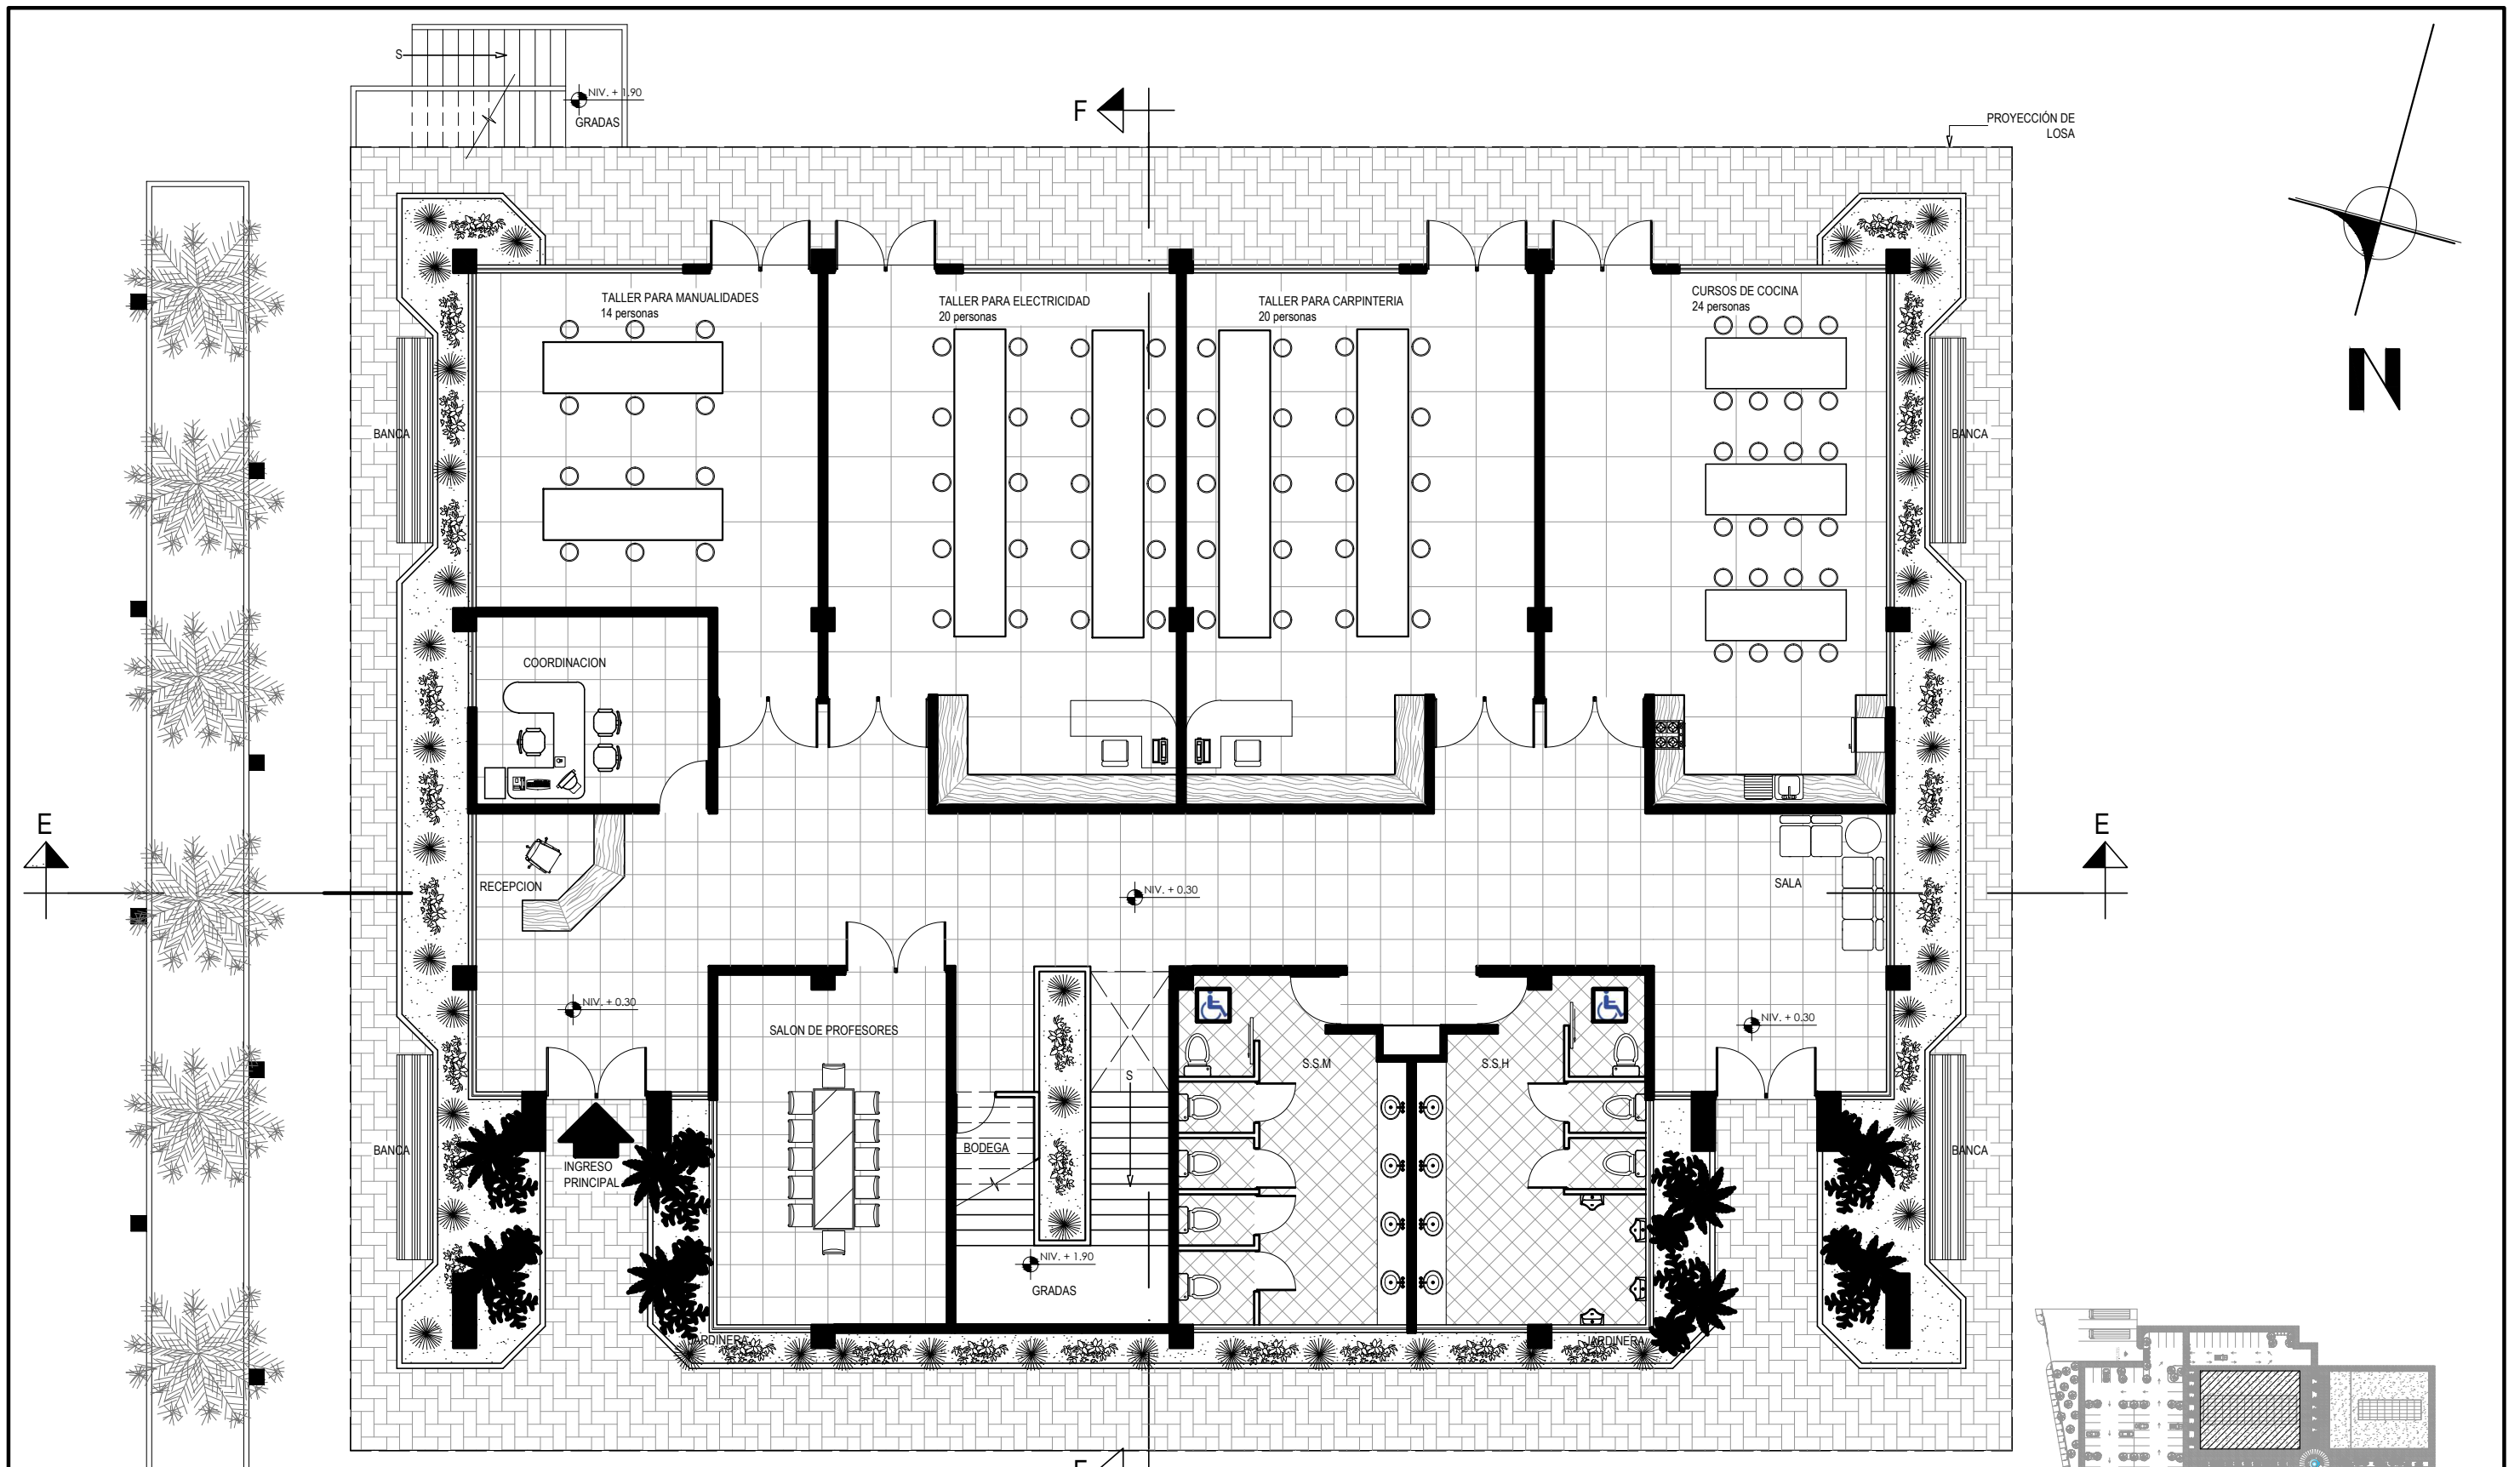 S
NIV. + 1.90
GRADAS
F
PROYECCIÓN DE
LOSA
N
TALLER PARA MANUALIDADES
14 personas
TALLER PARA ELECTRICIDAD
20 personas
TALLER PARA CARPINTERIA
20 personas
CURSOS DE COCINA
24 personas
BANCA
BANCA
COORDINACION
E
E
RECEPCION
NIV. + 0.30
SALA
NIV. + 0.30
SALON DE PROFESORES
NIV. + 0.30
S.S.M
S.S.H
S
BODEGA
BANCA
INGRESO
PRINCIPAL
BANCA
NIV. + 1.90
GRADAS
JARDINERA
JARDINERA
F